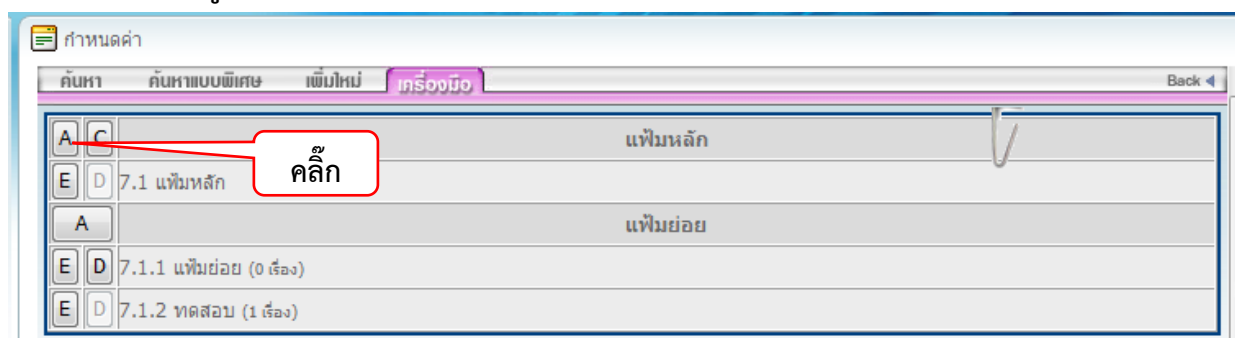 กำหนดค่า
ค้นหา ค้นหาแบบพิเศษ เพิ่มใหม่ เครื่องมือ Back
A C แฟ้มหลัก
คลิ๊ก
E D 7.1 แฟ้มหลัก
A แฟ้มย่อย
E D 7.1.1 แฟ้มย่อย (0 เรื่อง)
E D 7.1.2 ทดสอบ (1 เรื่อง)